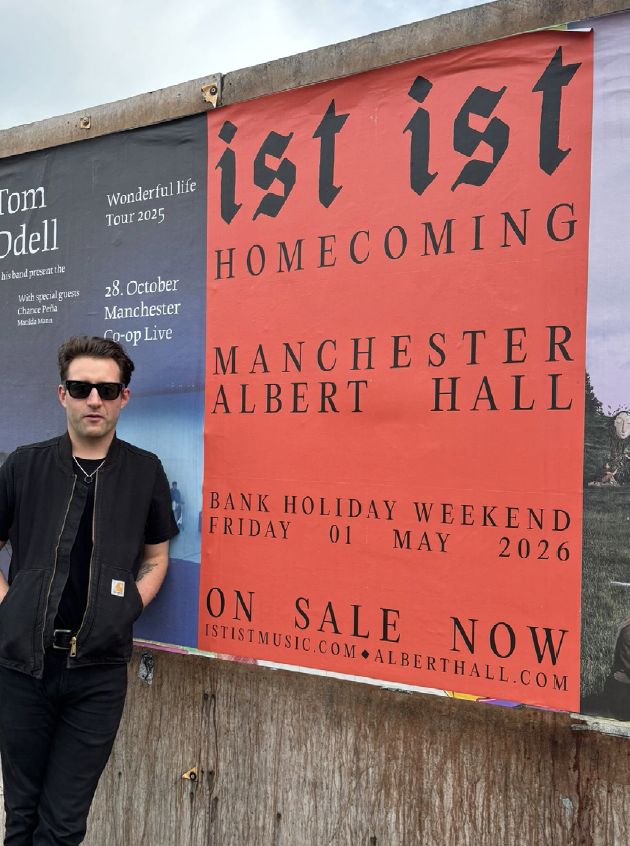 Tom
Odell
his band present the
With special guests
Chance Peña
Matilda Mann
Wonderful life
Tour 2025
28. October
Manchester
Co-op Live
ist ist
HOMECOMING
MANCHESTER
ALBERT HALL
BANK HOLIDAY WEEKEND
FRIDAY 01 MAY 2026
ON SALE NOW
ISTISTMUSIC.COM◆ALBERTHALL.COM